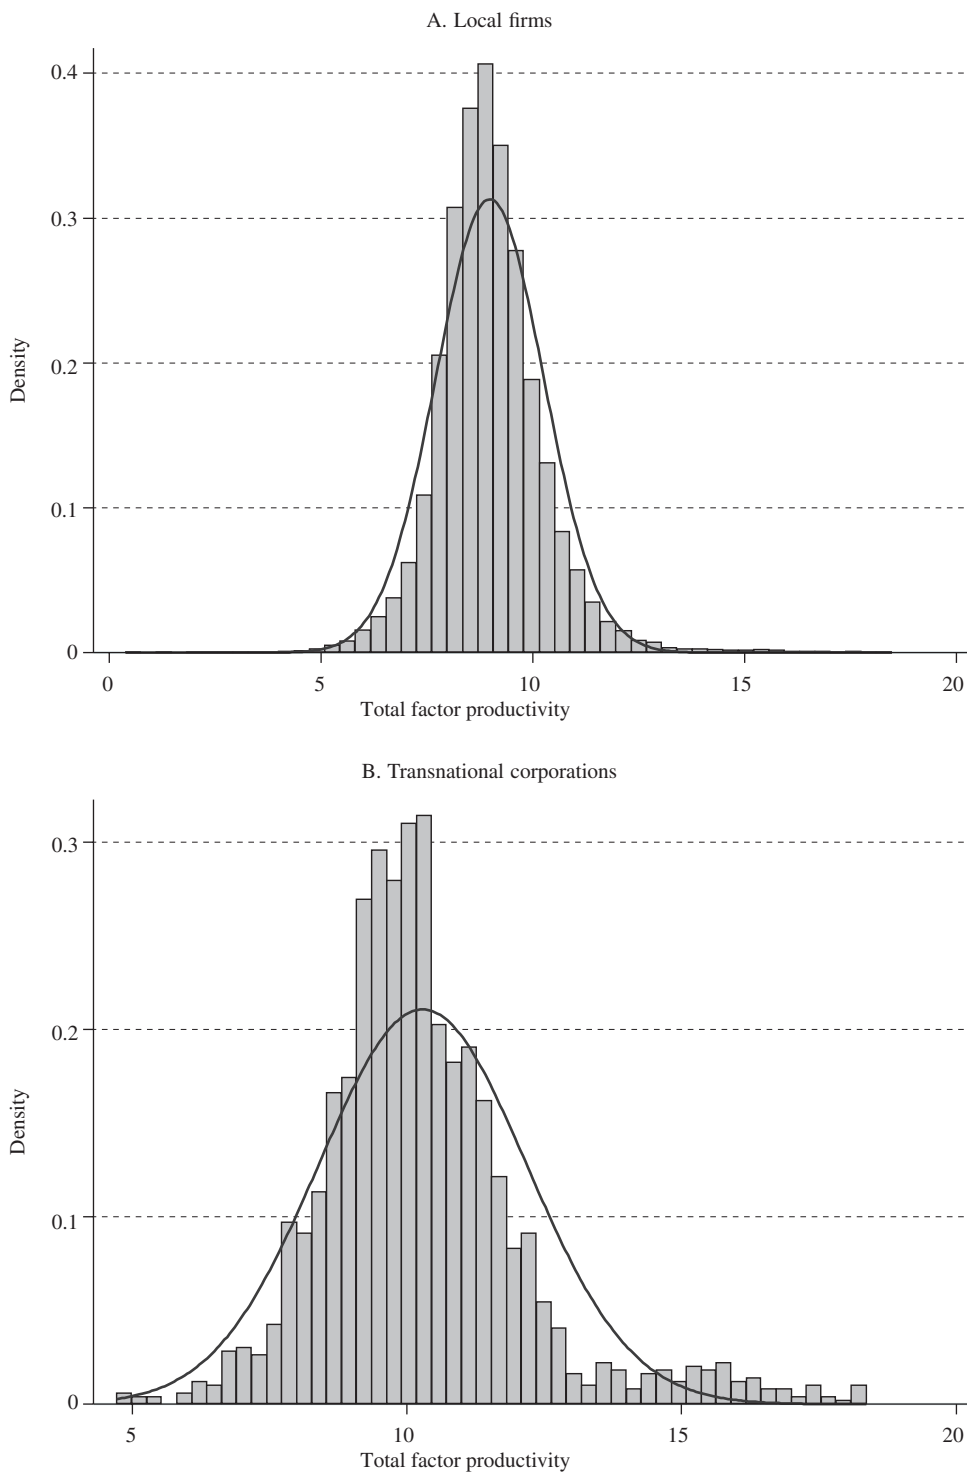 A. Local firms
0.4
0.3
0.2
0.1
0
Density
0 5 10 15 20
Total factor productivity
B. Transnational corporations
0.3
0.2
0.1
0
Density
5 10 15 20
Total factor productivity